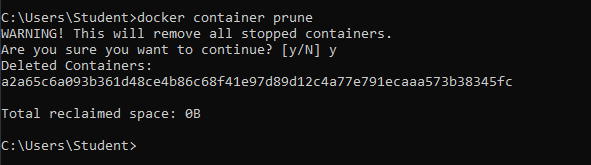 C:\Users\Student>docker container prune
WARNING! This will remove all stopped containers.
Are you sure you want to continue? [y/N] y
Deleted Containers:
a2a65c6a093b361d48ce4b86c68f41e97d89d12c4a77e791ecaaa573b38345fc
Total reclaimed space: 0B
C:\Users\Student>